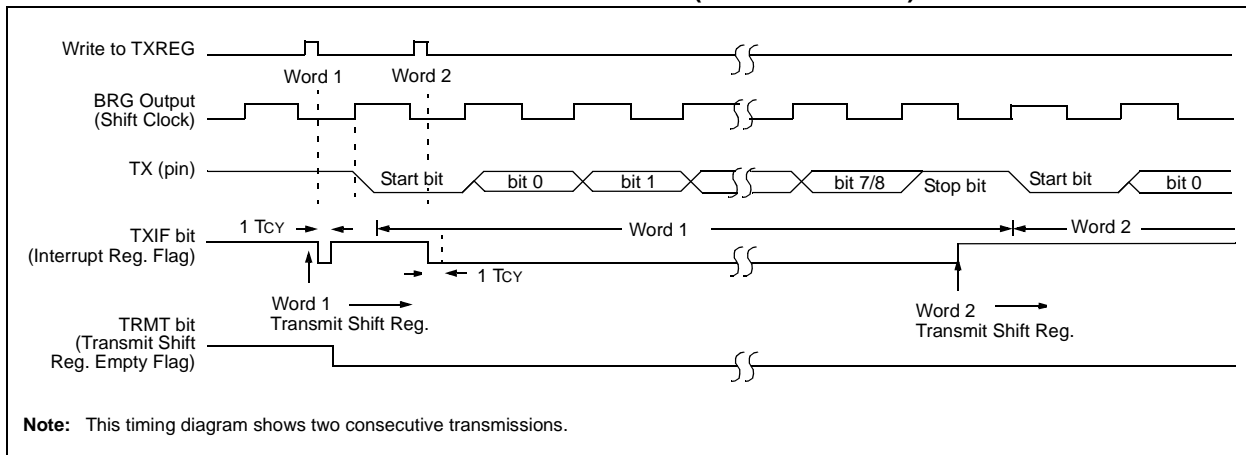 Write to TXREG
Word 1
Word 2
BRG Output
(Shift Clock)
TX (pin)
Start bit
bit 0
bit 1
bit 7/8
Stop bit
Start bit
bit 0
1 TCY
Word 1
Word 2
TXIF bit
(Interrupt Reg. Flag)
1 TCY
Word 1
Transmit Shift Reg.
Word 2
Transmit Shift Reg.
TRMT bit
(Transmit Shift
Reg. Empty Flag)
Note: This timing diagram shows two consecutive transmissions.